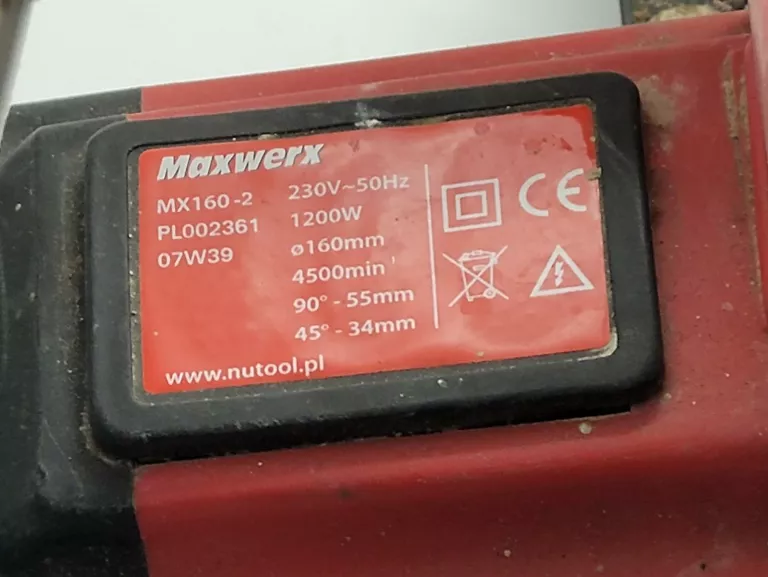 Maxwerx
MX160-2
PL002361
07W39
230V~50Hz
1200W
ø160mm
4500min⁻¹
90° - 55mm
45° - 34mm
CE
www.nutool.pl